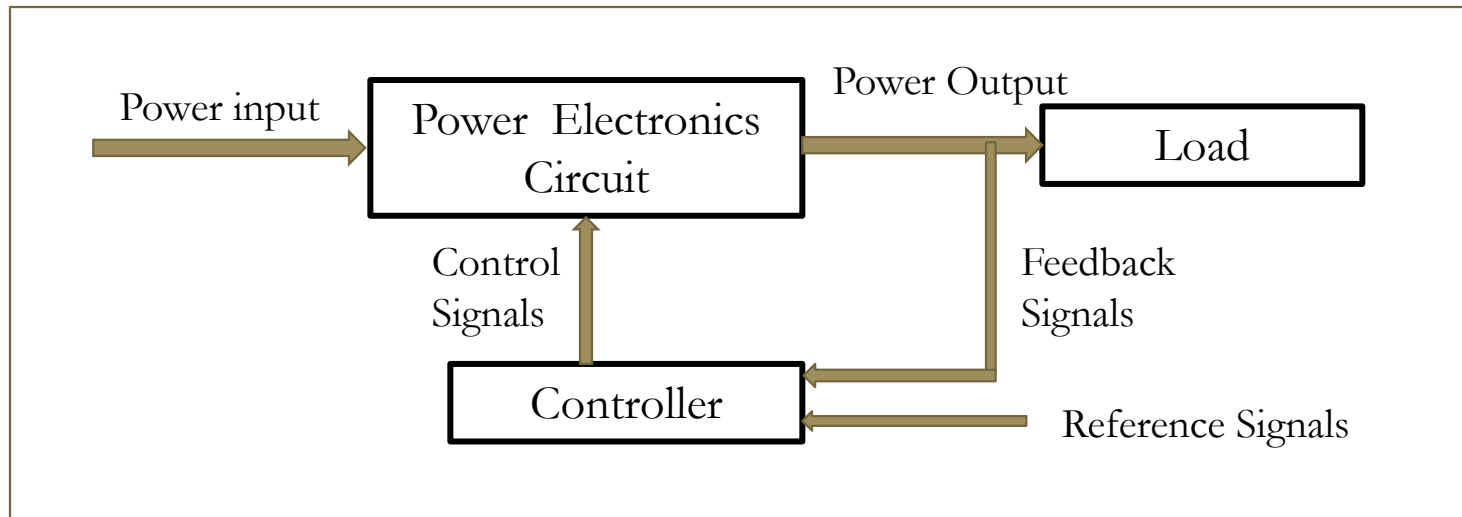 Power input
Power Electronics
Circuit
Power Output
Load
Control
Signals
Feedback
Signals
Controller
Reference Signals